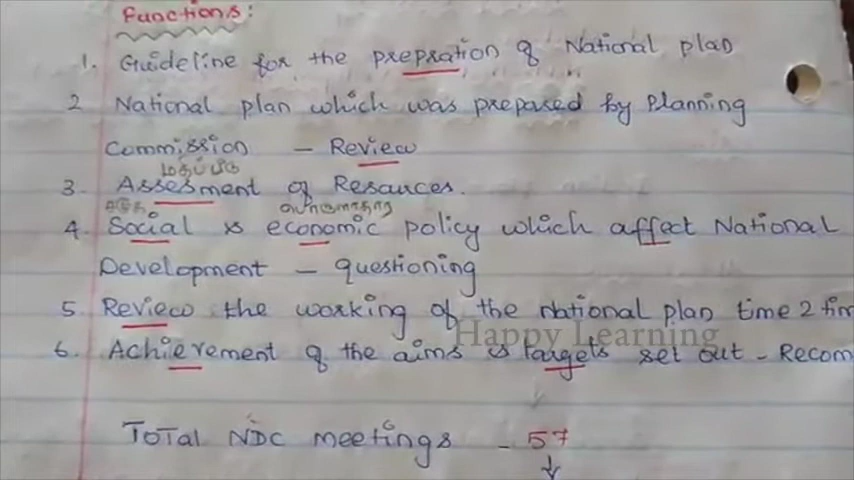 Functions:
1. Guideline for the prepration of National plan
2 National plan which was prepared by planning
Commission - Review
மதிப்பீடு
3. Assesment of Resources.
சமூக பொருளாதார
4. Social & economic policy which affect National
Development - questioning
5. Review the working of the national plan time 2 tim
6. Achievement of the aims & targets set out - Recom
Happy Learning
Total NDC meetings - 57